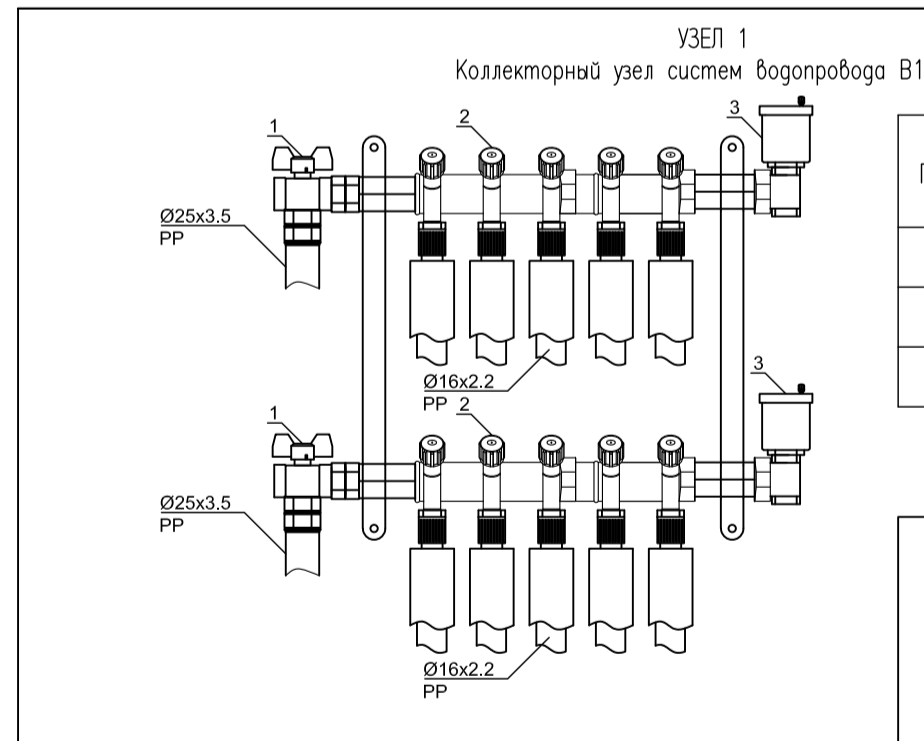 УЗЕЛ 1
Коллекторный узел систем водопровода В1
1
2
3
Ø25x3.5
PP
Ø16x2.2
PP
1
2
3
Ø25x3.5
PP
Ø16x2.2
PP